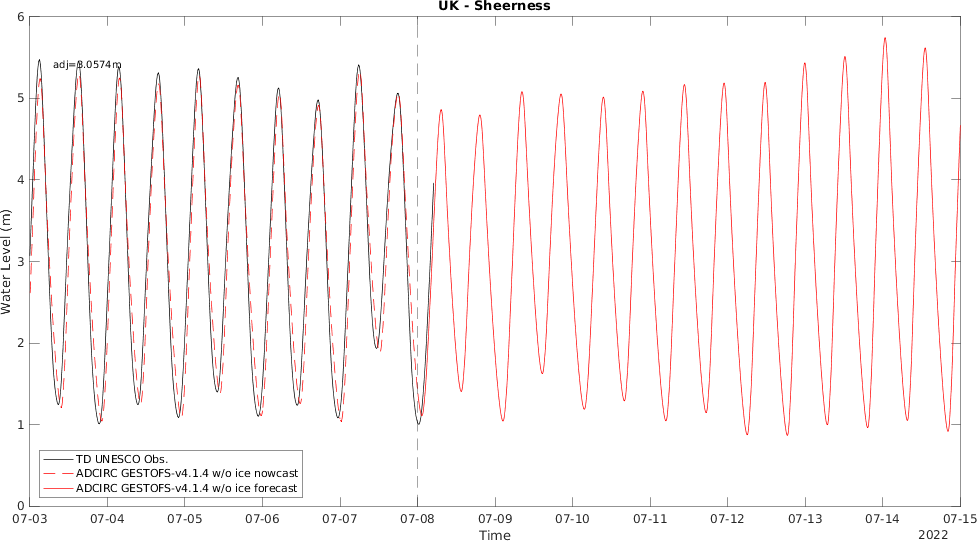 UK - Sheerness
adj=3.0574m
Water Level (m)
6
5
4
3
2
1
0
TD UNESCO Obs.
ADCIRC GESTOFS-v4.1.4 w/o ice nowcast
ADCIRC GESTOFS-v4.1.4 w/o ice forecast
07-03 07-04 07-05 07-06 07-07 07-08 07-09 07-10 07-11 07-12 07-13 07-14 07-15
Time
2022